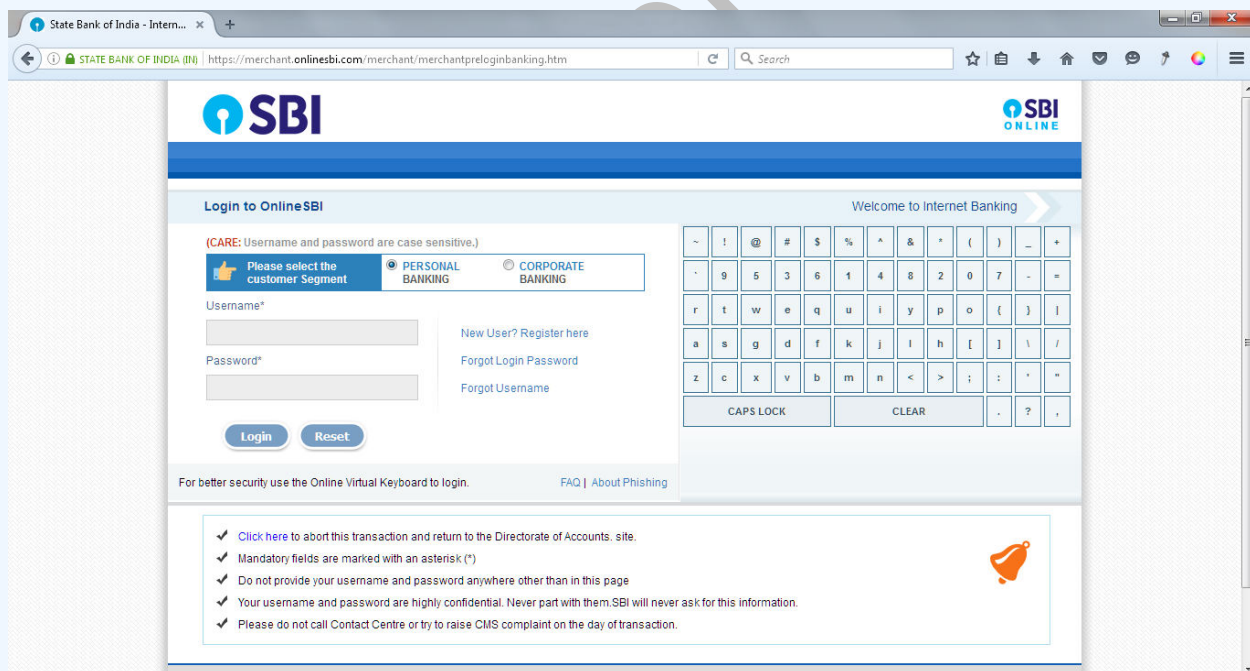 State Bank of India - Intern... × +
STATE BANK OF INDIA (IN) https://merchant.onlinesbi.com/merchant/merchantpreloginbanking.htm Search
SBI
SBI
ONLINE
Login to OnlineSBI
Welcome to Internet Banking
(CARE: Username and password are case sensitive.)
Please select the
customer Segment
PERSONAL
BANKING
CORPORATE
BANKING
Username*
New User? Register here
Password*
Forgot Login Password
Forgot Username
Login Reset
~ ! @ # $ % ^ & * ( ) _ +
` 9 5 3 6 1 4 8 2 0 7 - =
r t w e q u i y p o { } |
a s g d f k j l h [ ] \ /
z c x v b m n < > ; : ' "
CAPS LOCK CLEAR . ? ,
For better security use the Online Virtual Keyboard to login.
FAQ | About Phishing
Click here to abort this transaction and return to the Directorate of Accounts. site.
Mandatory fields are marked with an asterisk (*)
Do not provide your username and password anywhere other than in this page
Your username and password are highly confidential. Never part with them.SBI will never ask for this information.
Please do not call Contact Centre or try to raise CMS complaint on the day of transaction.